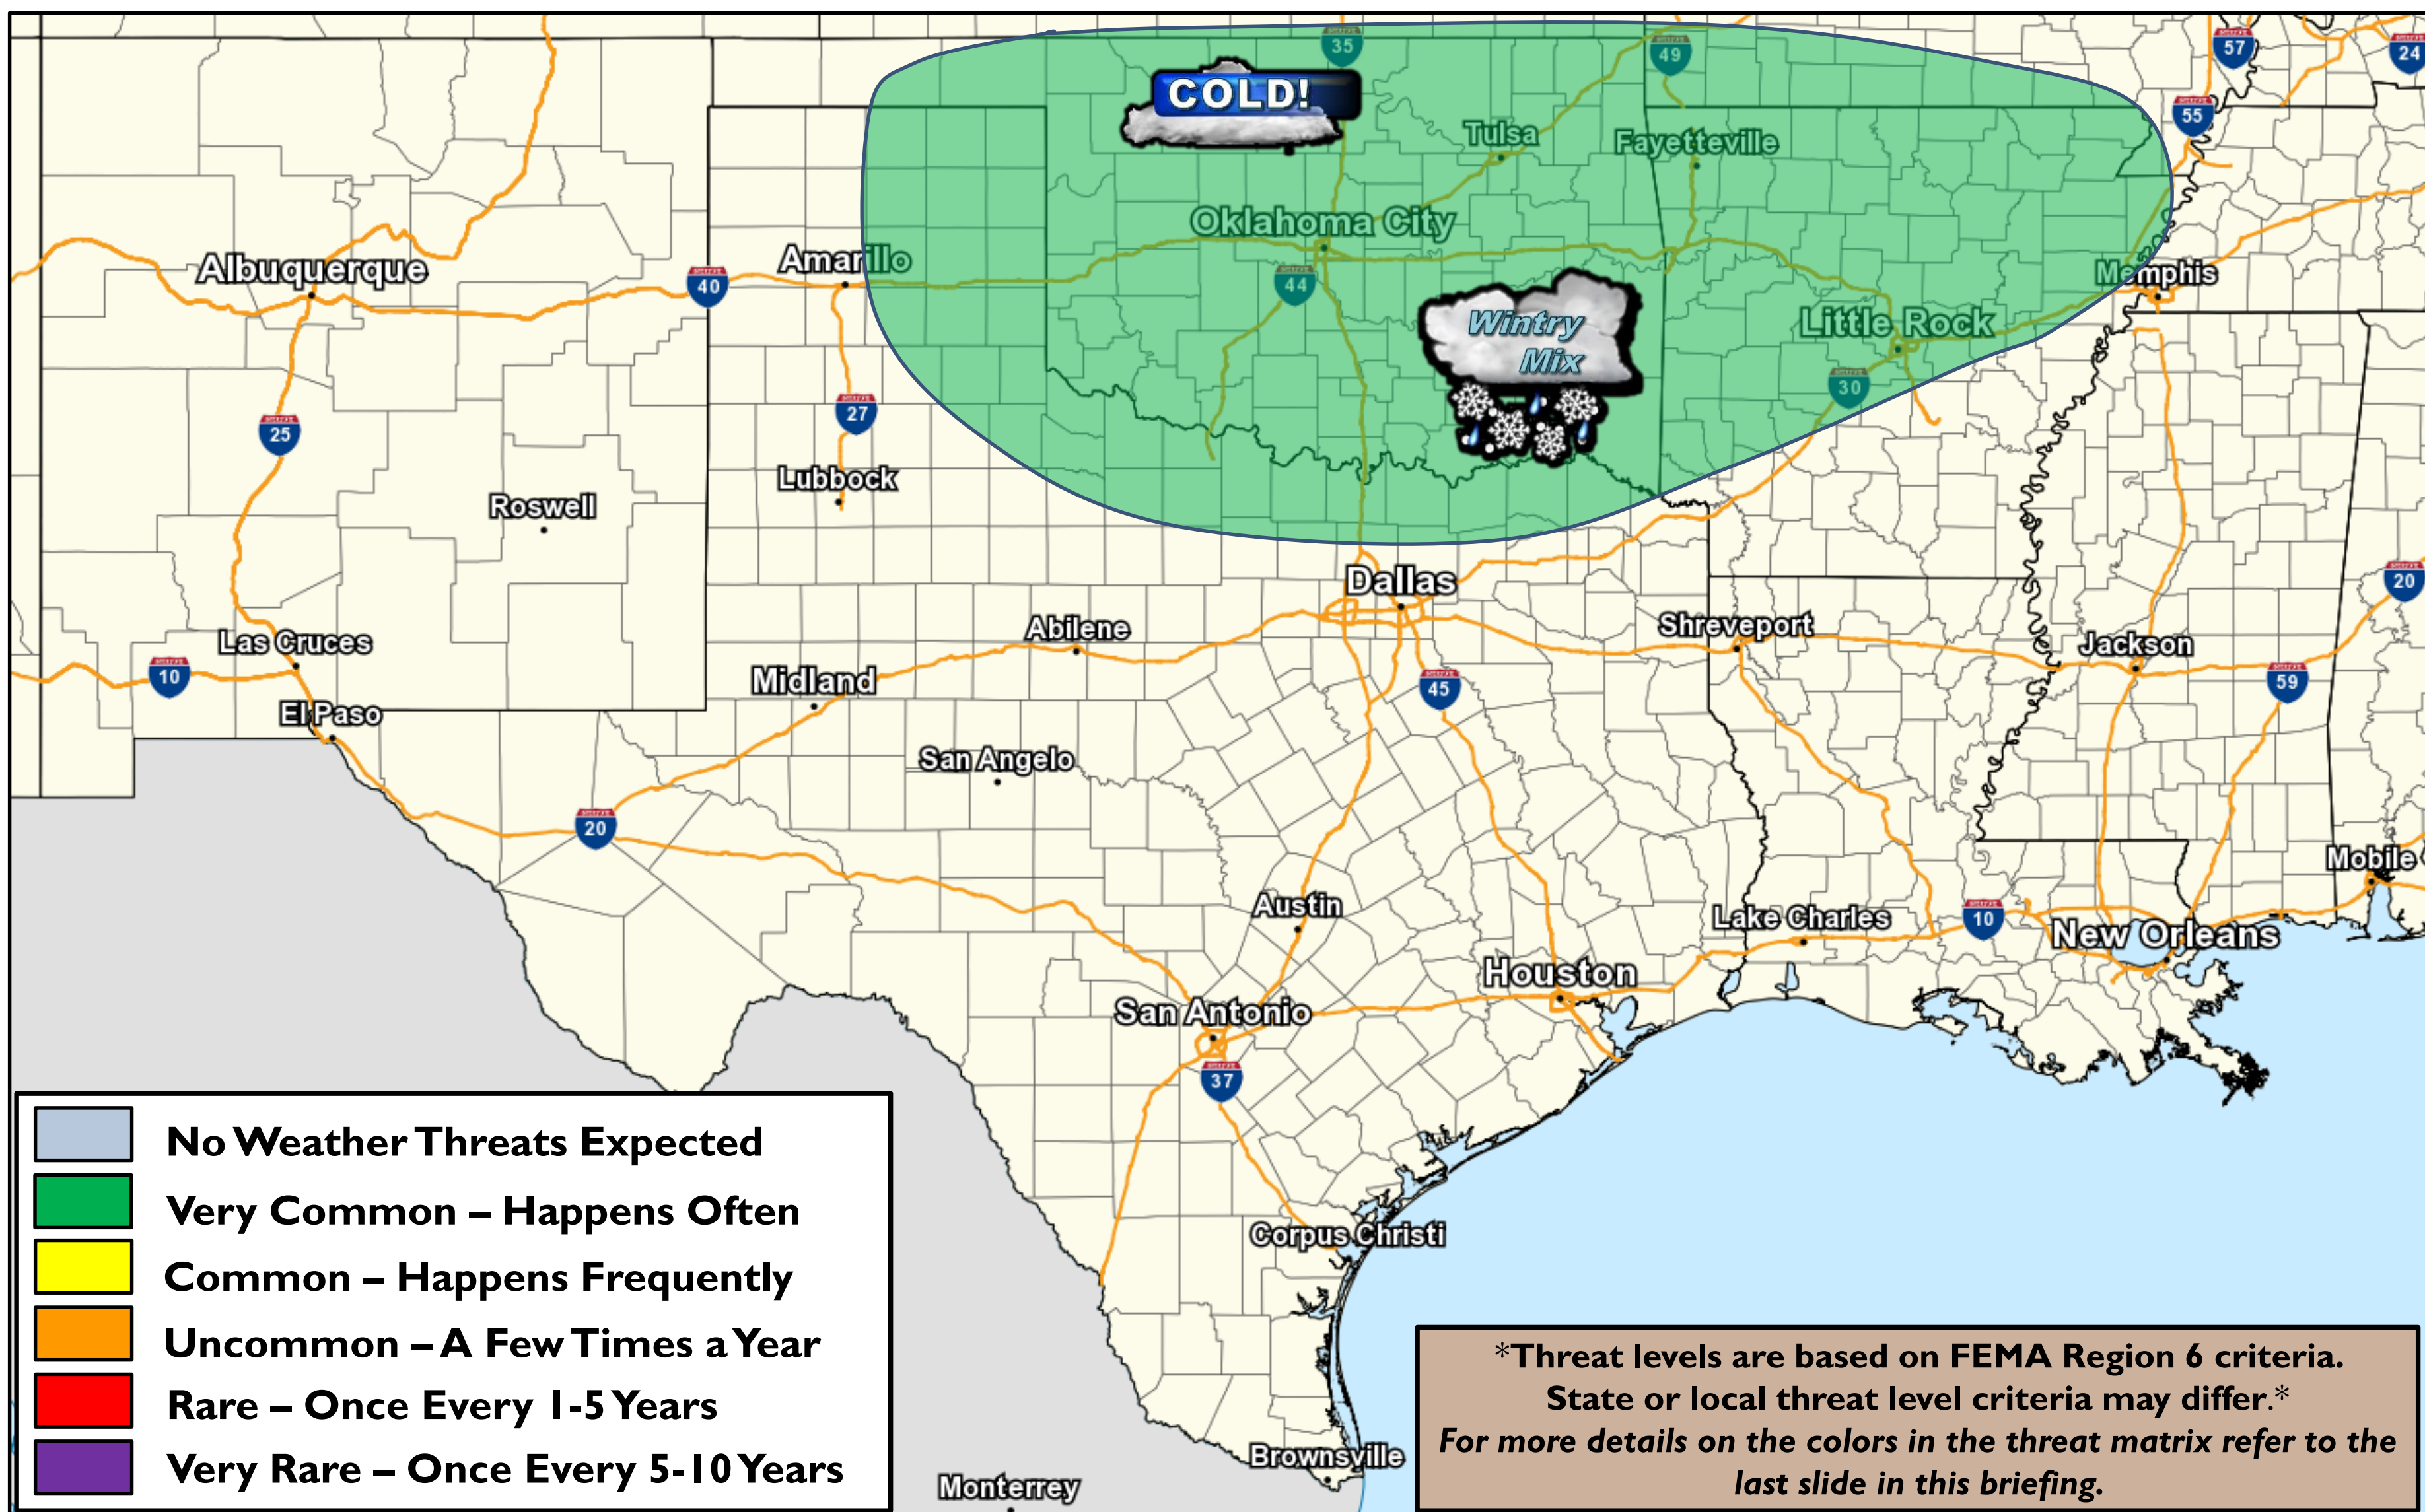 35
49
57
24
COLD!
55
Tulsa
Fayetteville
Oklahoma City
Albuquerque
Amarillo
40
44
Memphis
Wintry
Mix
Little Rock
30
25
27
Lubbock
Roswell
Dallas
20
Las Cruces
Abilene
Shreveport
Jackson
10
Midland
45
59
El Paso
San Angelo
20
Mobile
Austin
Lake Charles
10
New Orleans
Houston
San Antonio
37
Corpus Christi
Brownsville
Monterrey
No Weather Threats Expected
Very Common – Happens Often
Common – Happens Frequently
Uncommon – A Few Times a Year
Rare – Once Every 1-5 Years
Very Rare – Once Every 5-10 Years
*Threat levels are based on FEMA Region 6 criteria.
State or local threat level criteria may differ.*
For more details on the colors in the threat matrix refer to the
last slide in this briefing.